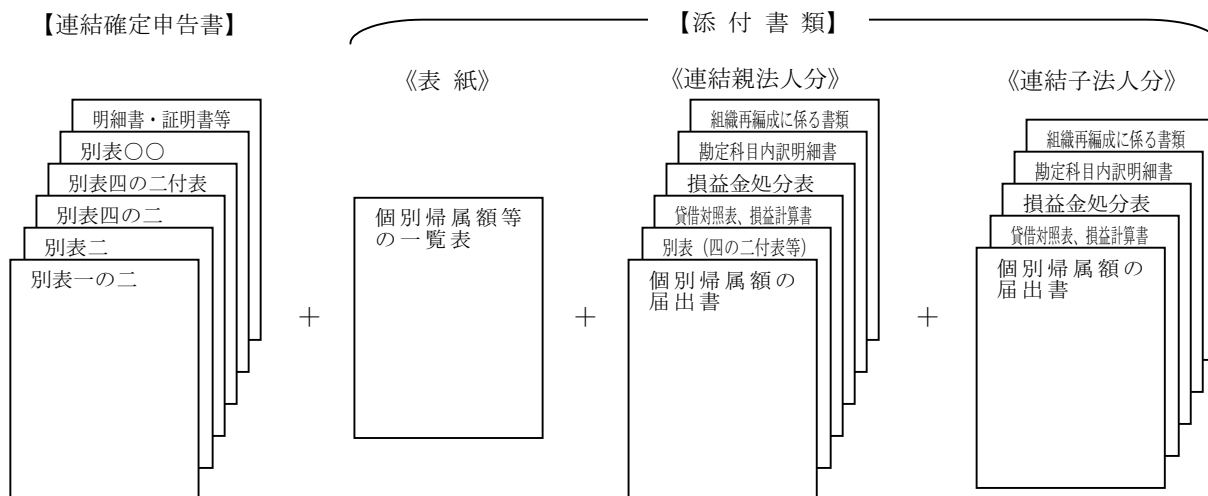 【連結確定申告書】
【添 付 書 類】
《表 紙》
《連結親法人分》
《連結子法人分》
明細書・証明書等
別表○○
別表四の二付表
別表四の二
別表二
別表一の二
＋
個別帰属額等
の一覧表
＋
組織再編成に係る書類
勘定科目内訳明細書
損益金処分表
貸借対照表、損益計算書
別表（四の二付表等）
個別帰属額の
届出書
＋
組織再編成に係る書類
勘定科目内訳明細書
損益金処分表
貸借対照表、損益計算書
個別帰属額の
届出書